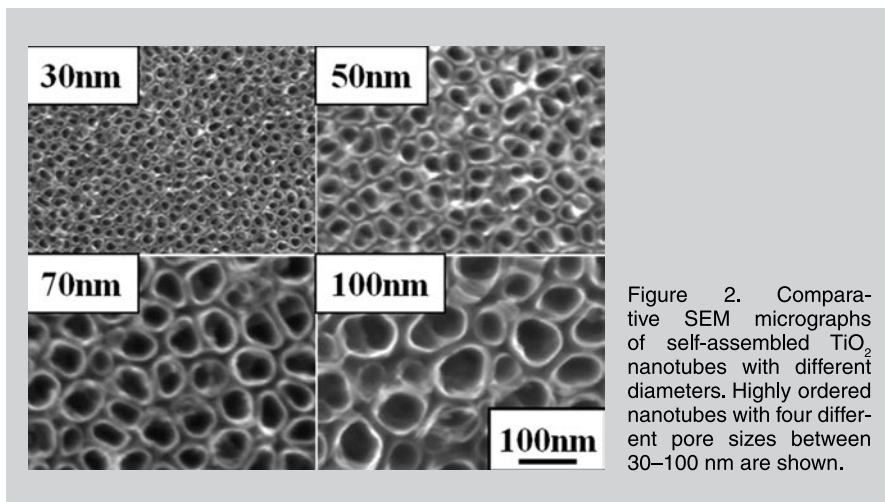 30nm
50nm
70nm
100nm
100nm
Figure 2. Compara-
tive SEM micrographs
of self-assembled TiO₂
nanotubes with different
diameters. Highly ordered
nanotubes with four differ-
ent pore sizes between
30–100 nm are shown.